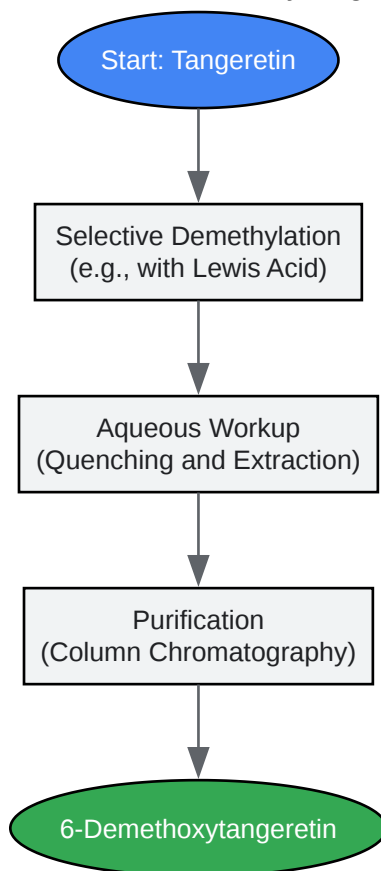 Start: Tangeretin
Selective Demethylation
(e.g., with Lewis Acid)
Aqueous Workup
(Quenching and Extraction)
Purification
(Column Chromatography)
6-Demethoxytangeretin